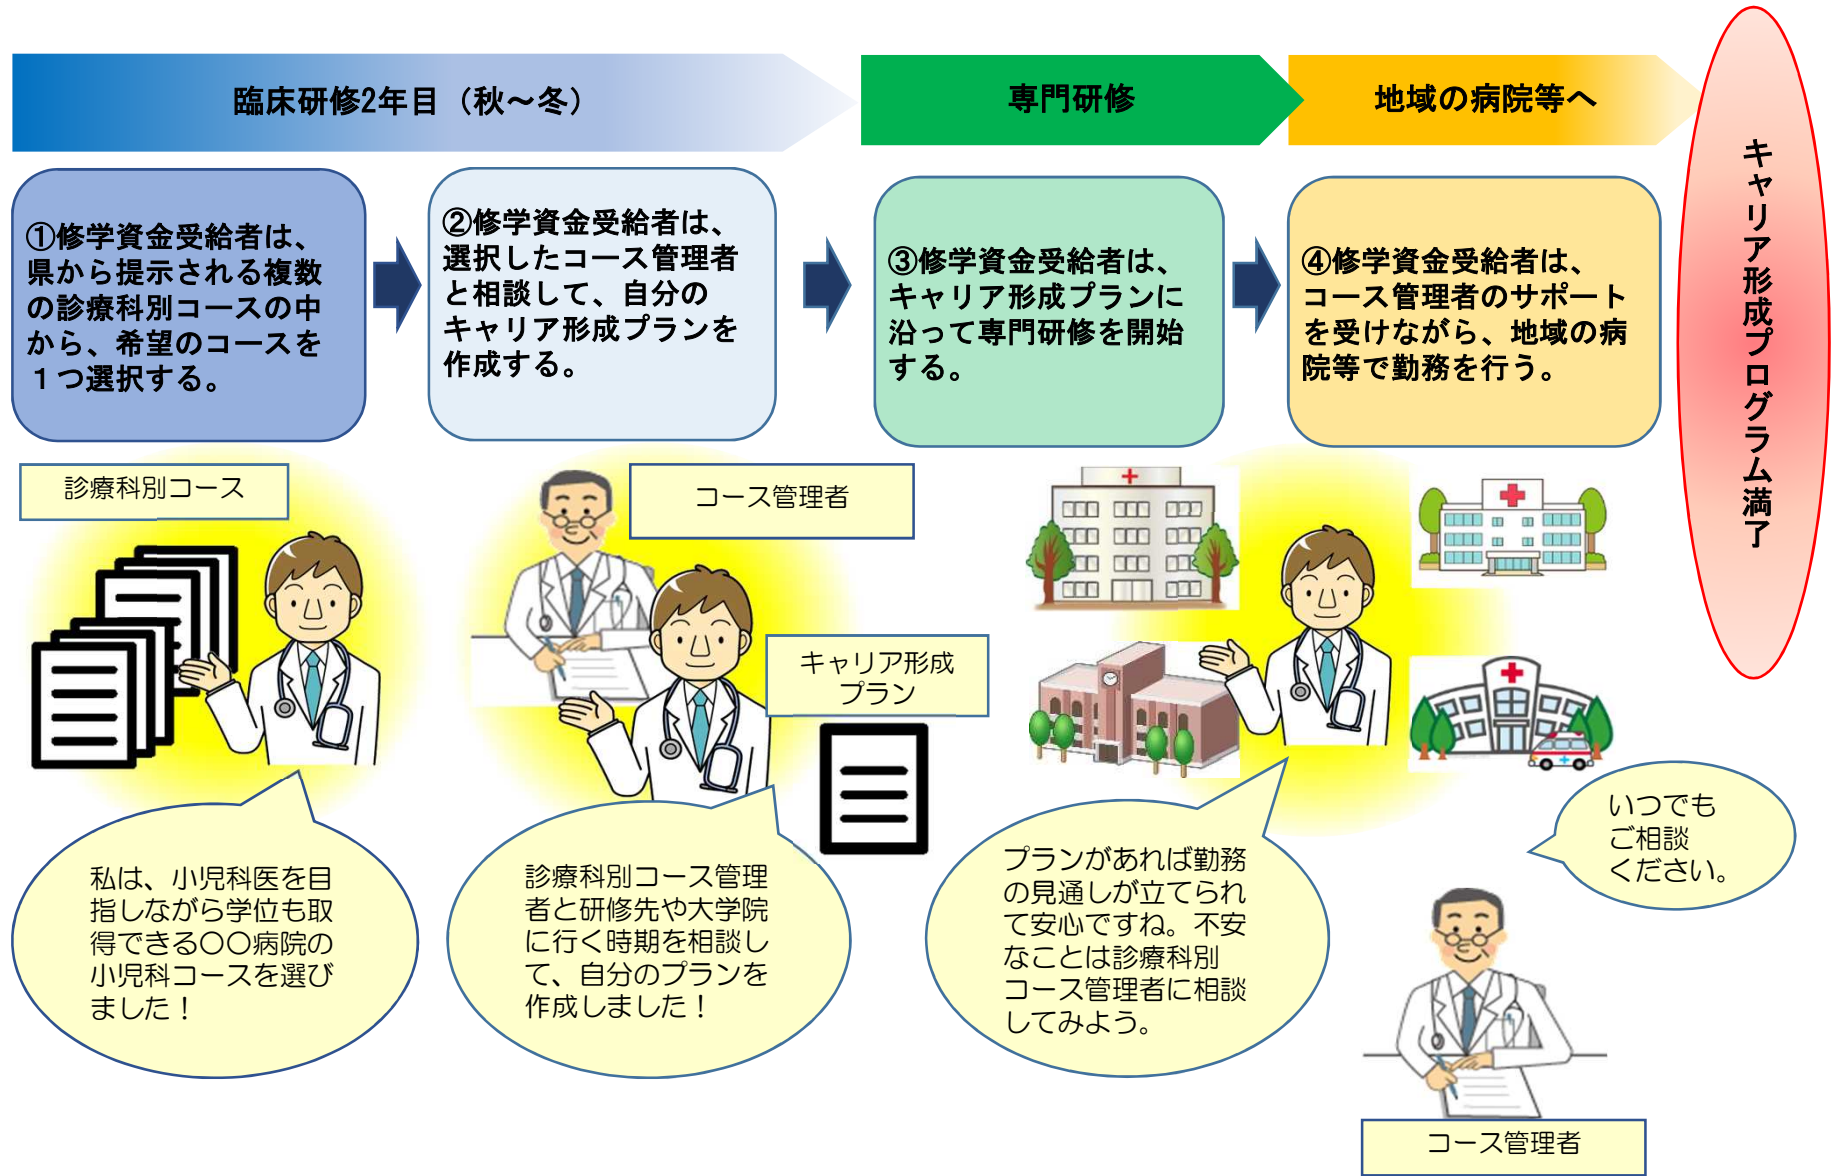 臨床研修2年目（秋～冬）
専門研修
地域の病院等へ
キャリア形成プログラム満了
①修学資金受給者は、
県から提示される複数
の診療科別コースの中
から、希望のコースを
１つ選択する。
②修学資金受給者は、
選択したコース管理者
と相談して、自分の
キャリア形成プランを
作成する。
③修学資金受給者は、
キャリア形成プランに
沿って専門研修を開始
する。
④修学資金受給者は、
コース管理者のサポート
を受けながら、地域の病
院等で勤務を行う。
診療科別コース
コース管理者
キャリア形成
プラン
私は、小児科医を目
指しながら学位も取
得できる〇〇病院の
小児科コースを選び
ました！
診療科別コース管理
者と研修先や大学院
に行く時期を相談し
て、自分のプランを
作成しました！
プランがあれば勤務
の見通しが立てられ
て安心ですね。不安
なことは診療科別
コース管理者に相談
してみよう。
いつでも
ご相談
ください。
コース管理者